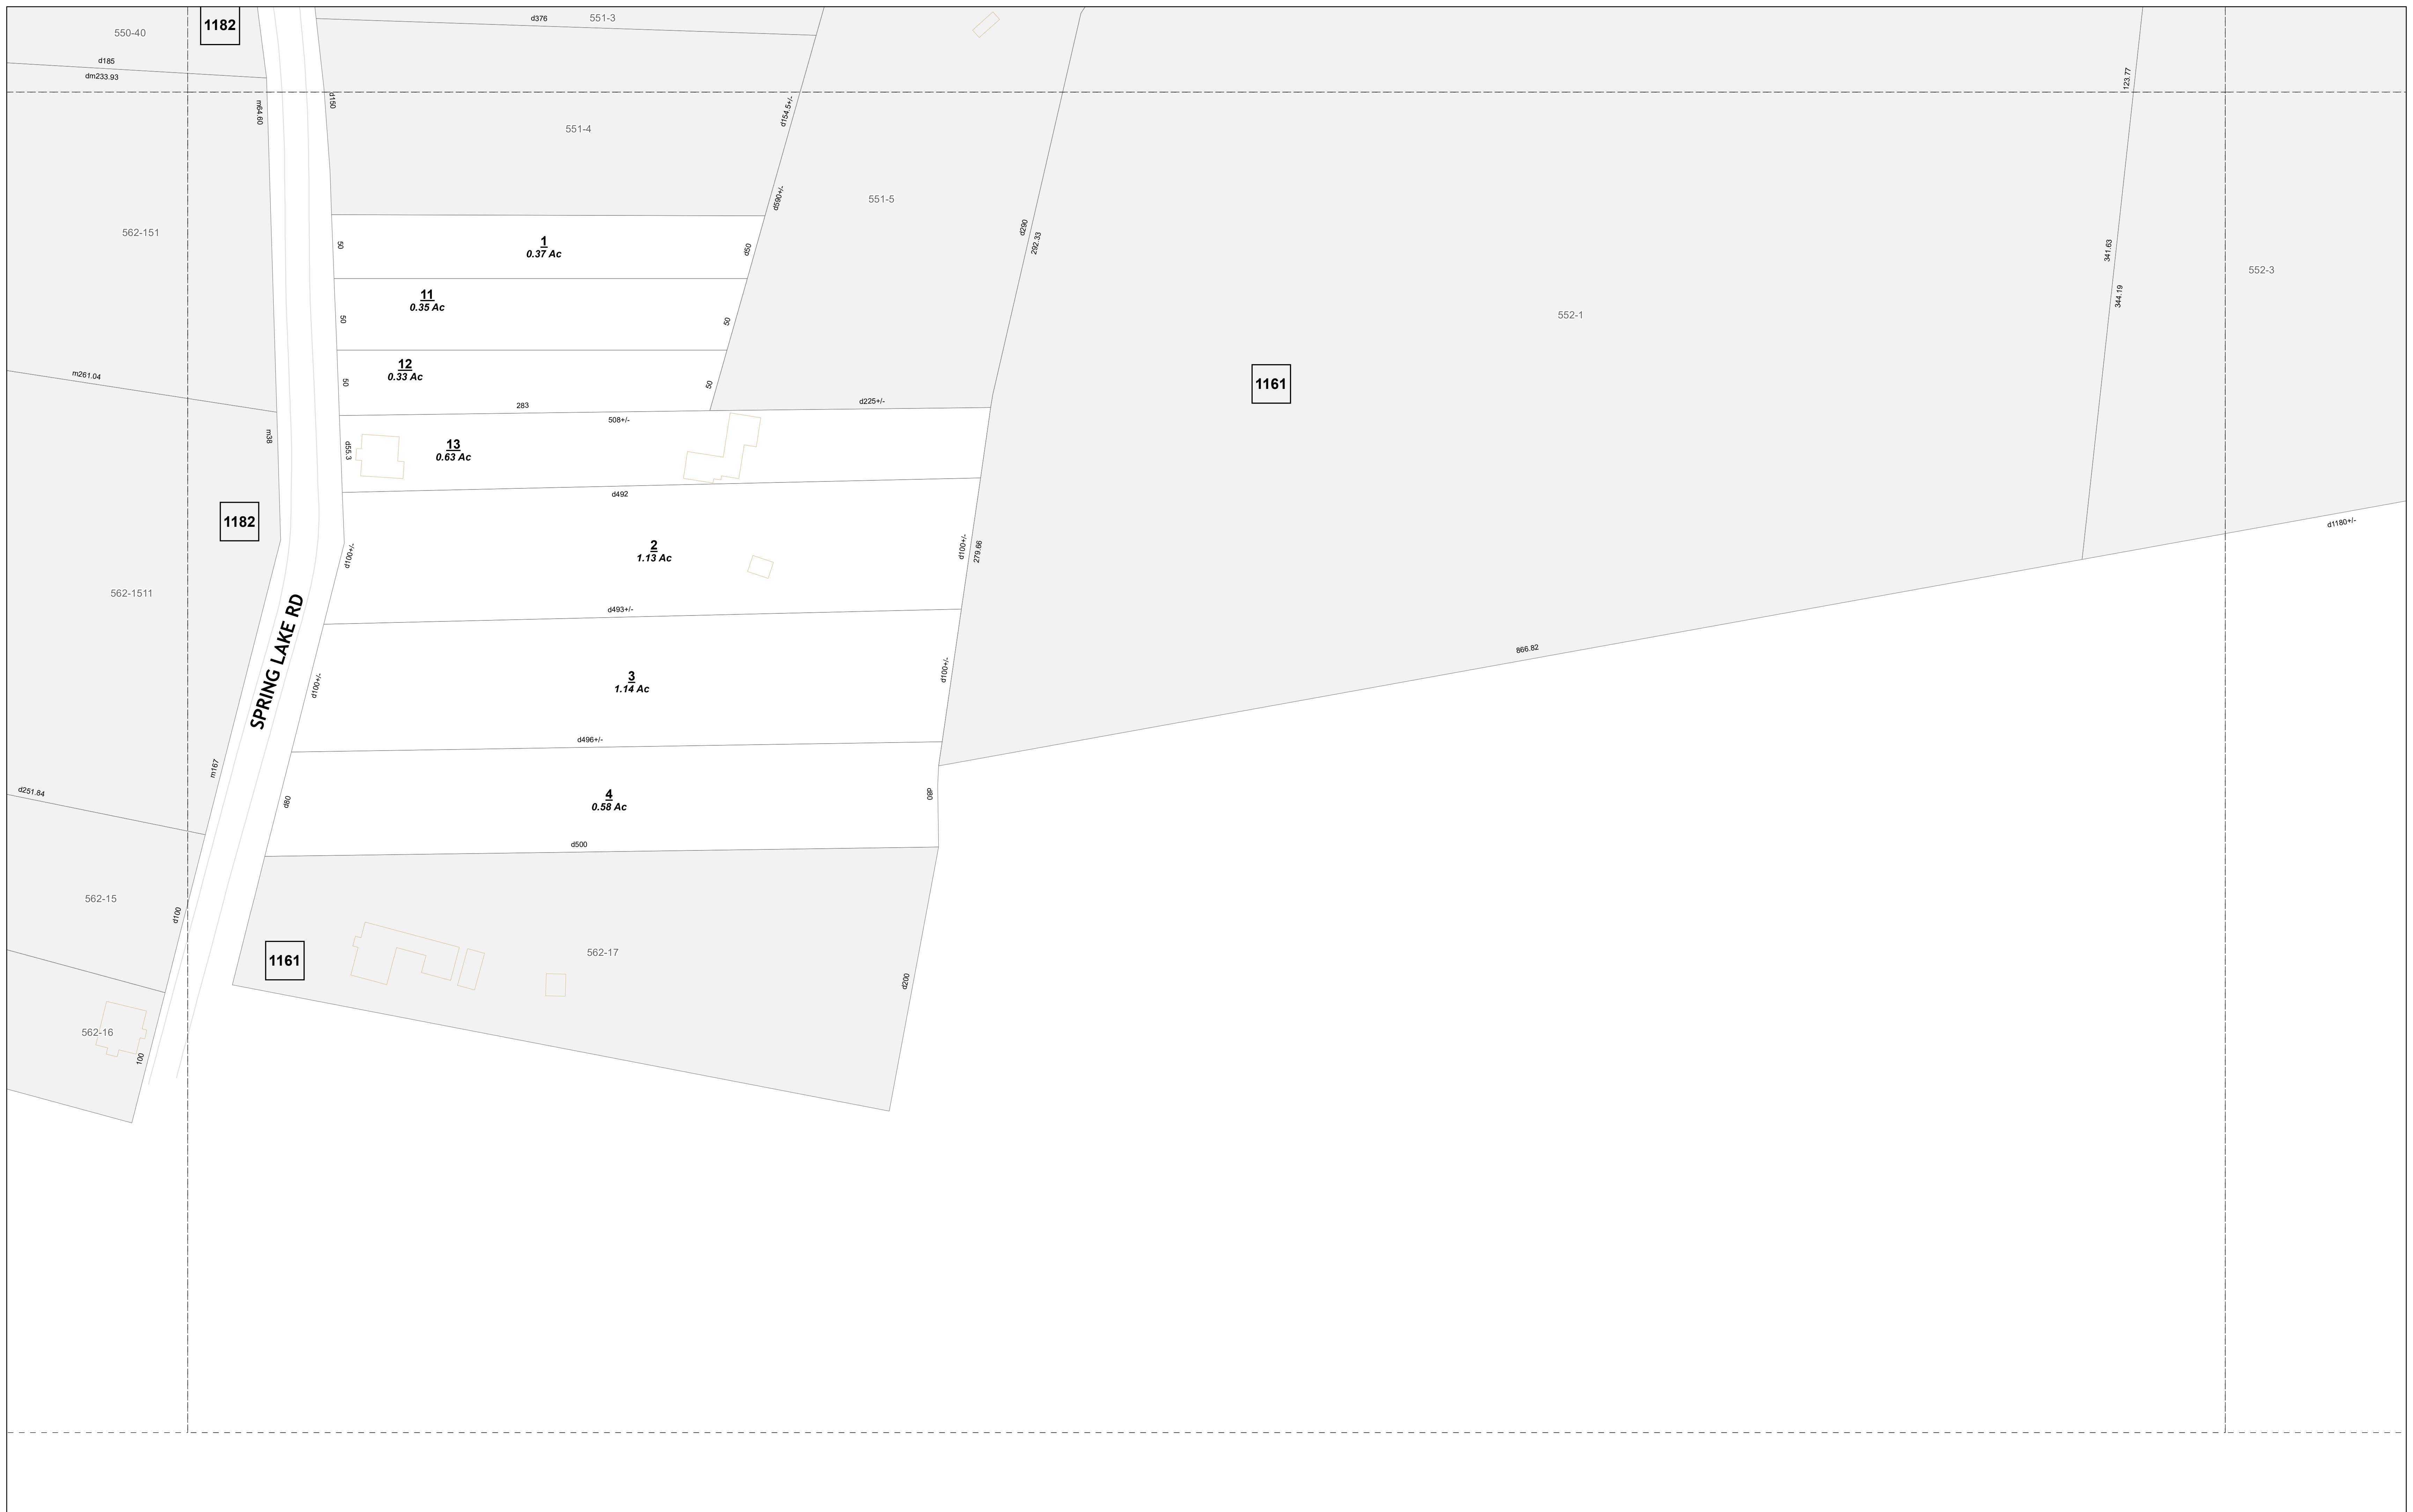 1182
550-40
d376
551-3
d185
dm233.93
m64.60
d150
551-4
d154.5+/-
123.77
562-151
d590+/-
551-5
d290
292.33
341.63
344.19
552-3
552-1
50
1
0.37 Ac
d50
11
0.35 Ac
50
50
12
0.33 Ac
50
50
1161
m261.04
283
508+/-
d225+/-
m38
d55.3
13
0.63 Ac
1182
d492
d1180+/-
d100+/-
2
1.13 Ac
d100+/-
279.66
562-1511
SPRING LAKE RD
d493+/-
866.82
d100+/-
3
1.14 Ac
d100+/-
d496+/-
m167
d251.84
d80
4
0.58 Ac
d80
d500
562-15
d100
1161
562-17
d200
562-16
100